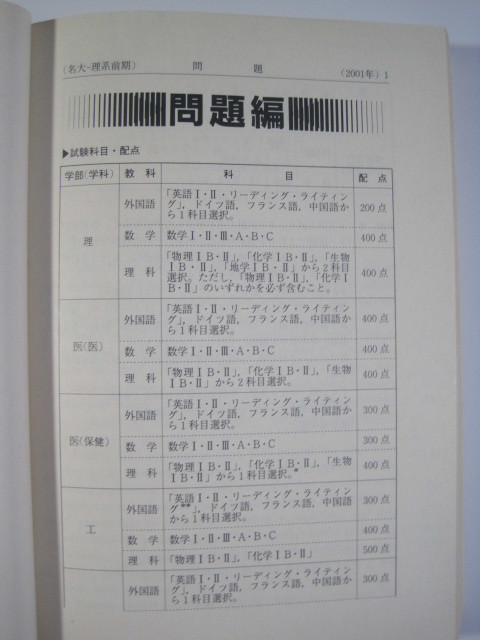 (名大-理系前期) 問題 (2001年) 1
問題編
▶試験科目・配点
学部(学科) 教科 科目 配点
理
外国語
「英語Ⅰ・Ⅱ・リーディング・ライティン
グ」, ドイツ語, フランス語, 中国語か
ら1科目選択。
200点
数学 数学Ⅰ・Ⅱ・Ⅲ・A・B・C 400点
理科
「物理ⅠB・Ⅱ」, 「化学ⅠB・Ⅱ」, 「生物
ⅠB・Ⅱ」, 「地学ⅠB・Ⅱ」から2科目
選択。ただし, 「物理ⅠB・Ⅱ」, 「化学Ⅰ
B・Ⅱ」のいずれかを必ず含むこと。
400点
医(医)
外国語
「英語Ⅰ・Ⅱ・リーディング・ライティン
グ」, ドイツ語, フランス語, 中国語か
ら1科目選択。
400点
数学 数学Ⅰ・Ⅱ・Ⅲ・A・B・C 400点
理科
「物理ⅠB・Ⅱ」, 「化学ⅠB・Ⅱ」, 「生物
ⅠB・Ⅱ」から2科目選択。
400点
医(保健)
外国語
「英語Ⅰ・Ⅱ・リーディング・ライティン
グ」, ドイツ語, フランス語, 中国語か
ら1科目選択。
300点
数学 数学Ⅰ・Ⅱ・Ⅲ・A・B・C 300点
理科
「物理ⅠB・Ⅱ」, 「化学ⅠB・Ⅱ」, 「生物
ⅠB・Ⅱ」から1科目選択。*
400点
工
外国語
「英語Ⅰ・Ⅱ・リーディング・ライティン
グ**」, ドイツ語, フランス語, 中国語
から1科目選択。
300点
数学 数学Ⅰ・Ⅱ・Ⅲ・A・B・C 400点
理科 「物理ⅠB・Ⅱ」, 「化学ⅠB・Ⅱ」 500点
外国語
「英語Ⅰ・Ⅱ・リーディング・ライティン
グ」, ドイツ語, フランス語, 中国語か
ら1科目選択。
300点